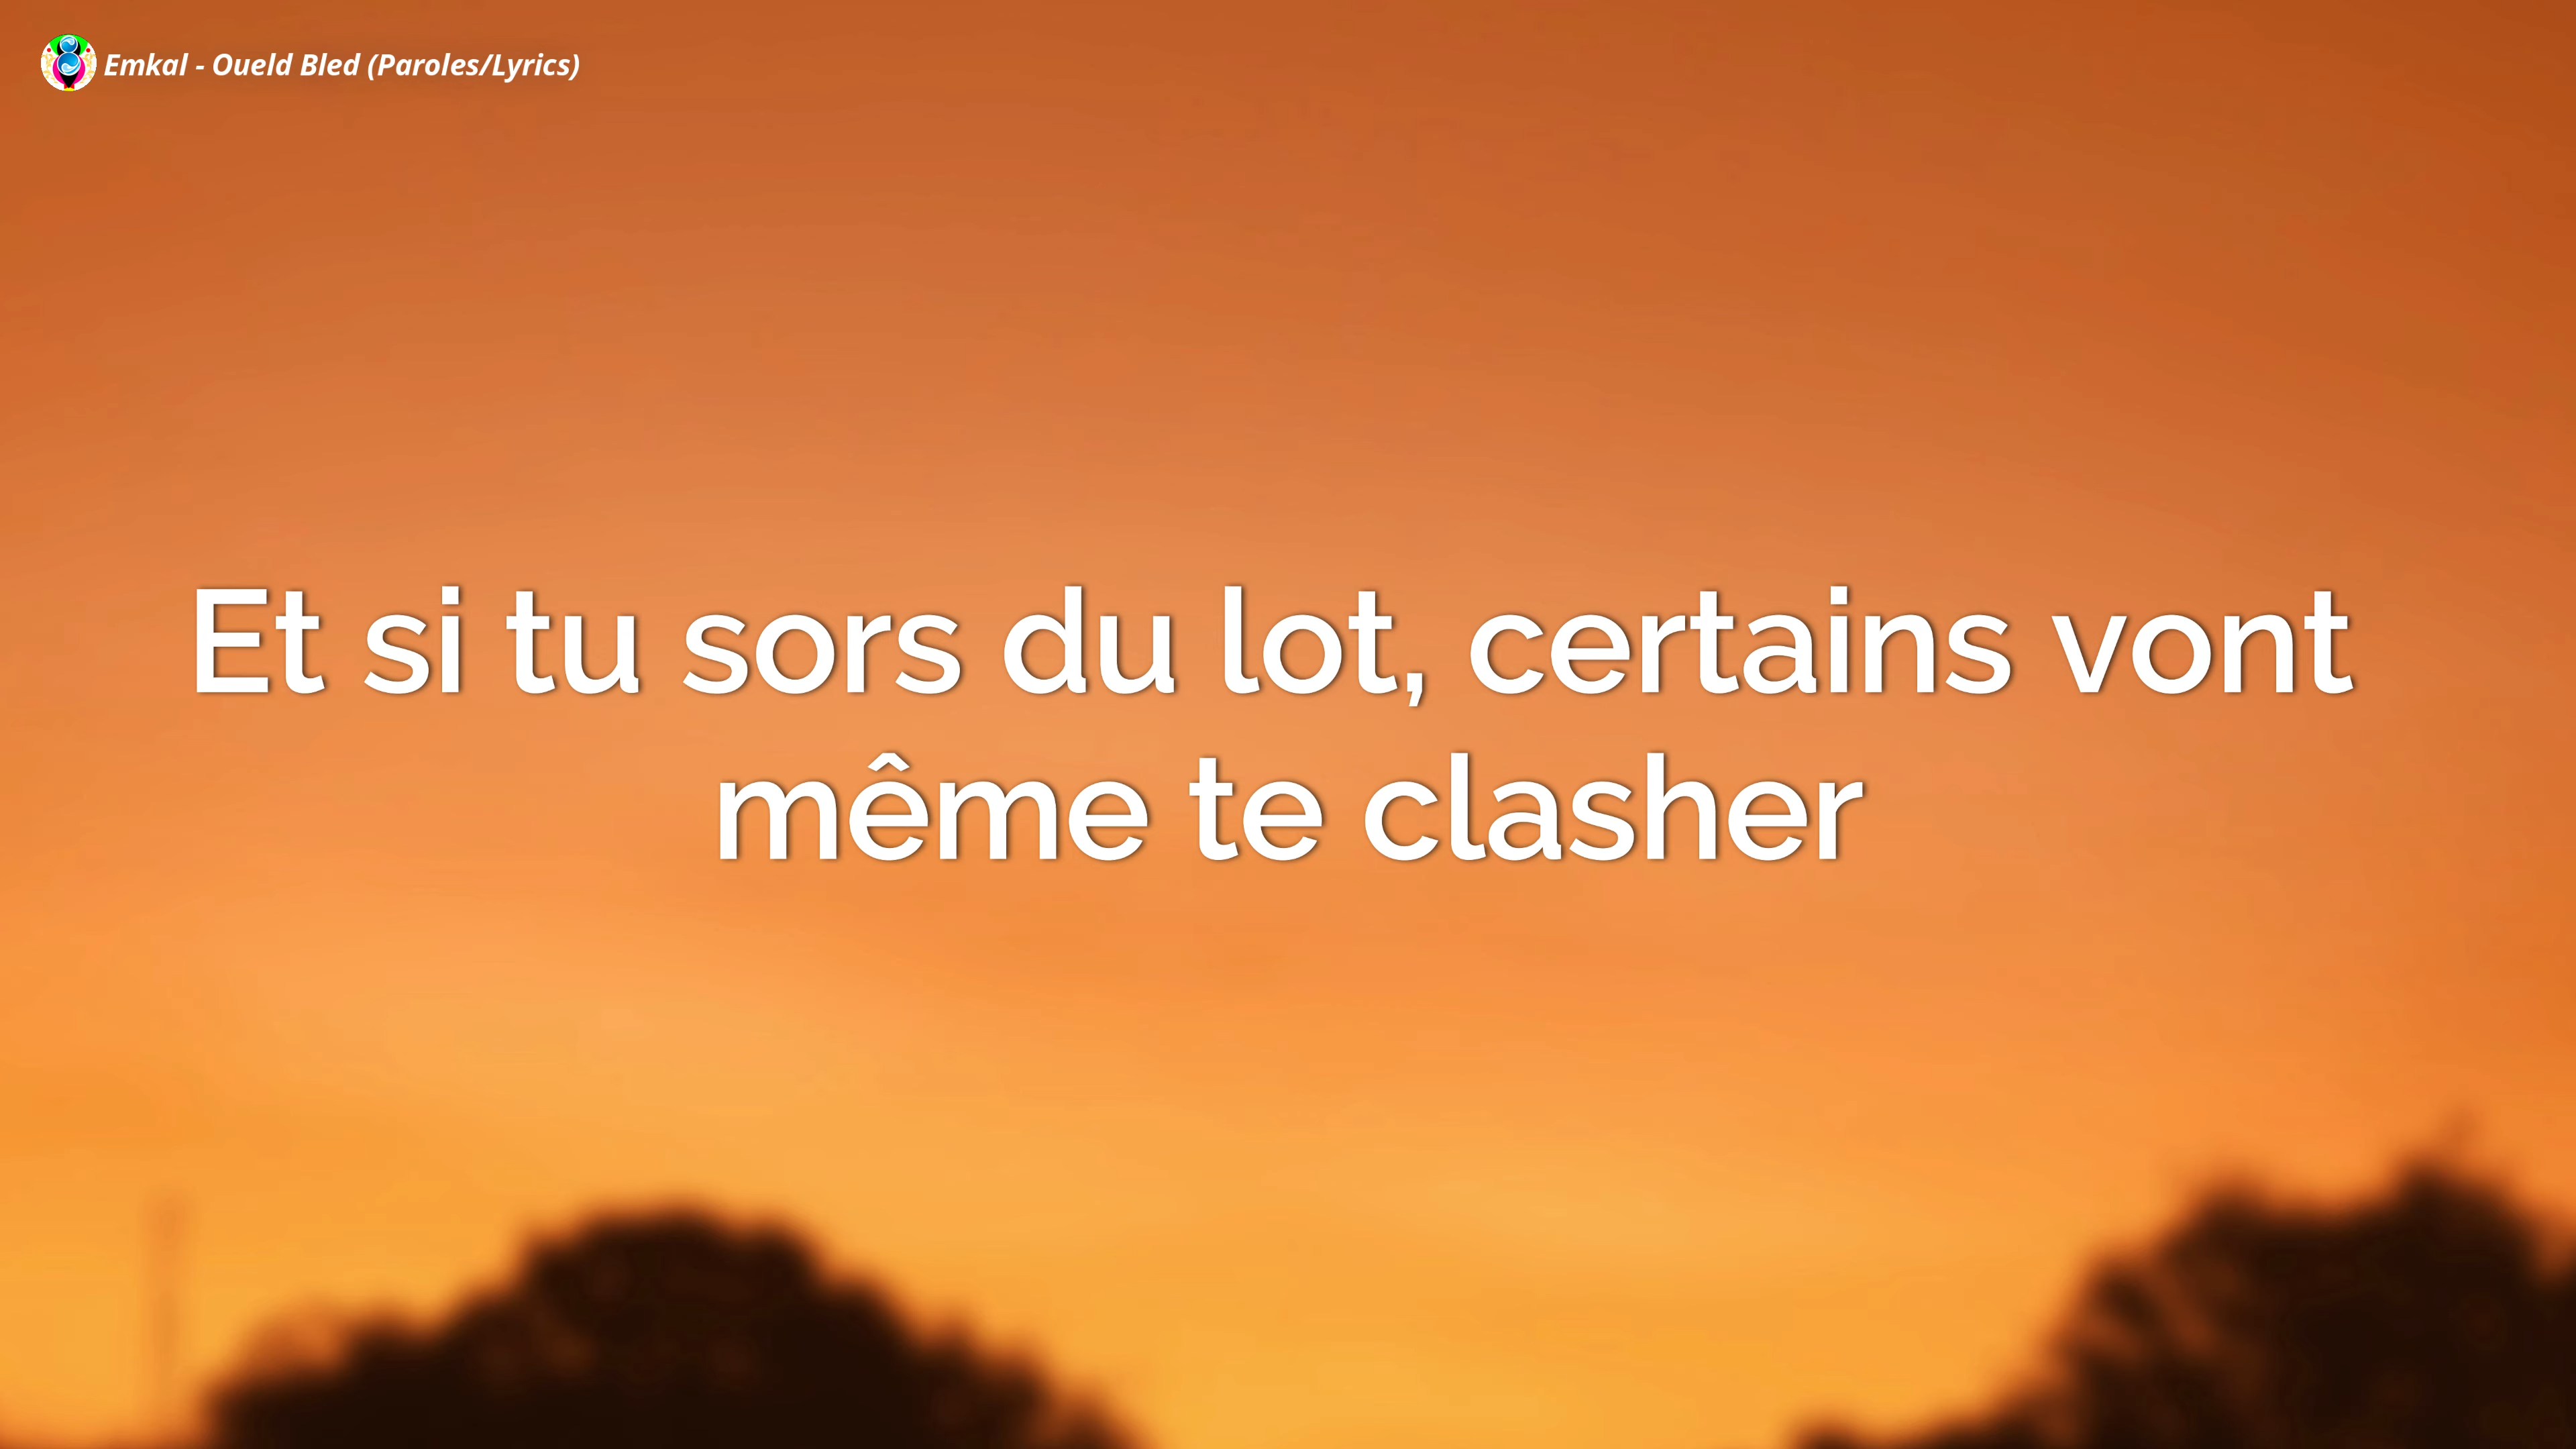 Emkal - Oueld Bled (Paroles/Lyrics)
Et si tu sors du lot, certains vont
même te clasher